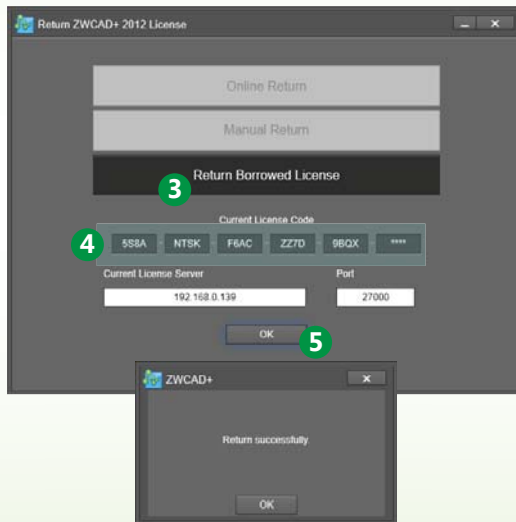 Return ZWCAD+ 2012 License
Online Return
Manual Return
Return Borrowed License
3
Current License Code
4
5S8A - NTSK - F6AC - ZZ7D - 9BQX - ****
Current License Server Port
192.168.0.139 27000
OK
5
ZWCAD+
Return successfully
OK